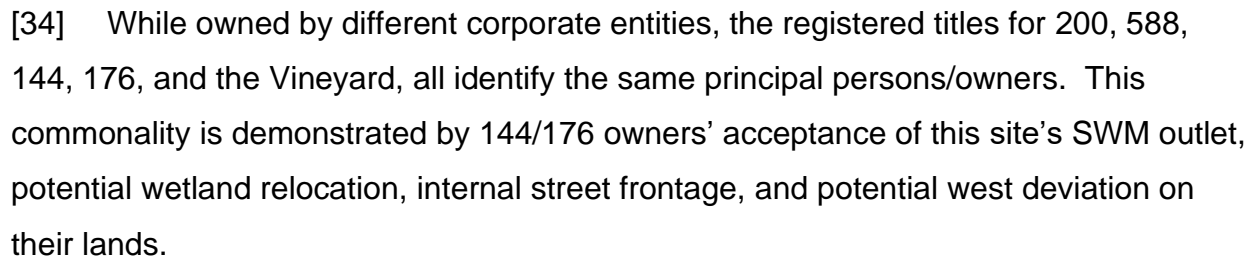 [34] While owned by different corporate entities, the registered titles for 200, 588,
144, 176, and the Vineyard, all identify the same principal persons/owners. This
commonality is demonstrated by 144/176 owners’ acceptance of this site’s SWM outlet,
potential wetland relocation, internal street frontage, and potential west deviation on
their lands.